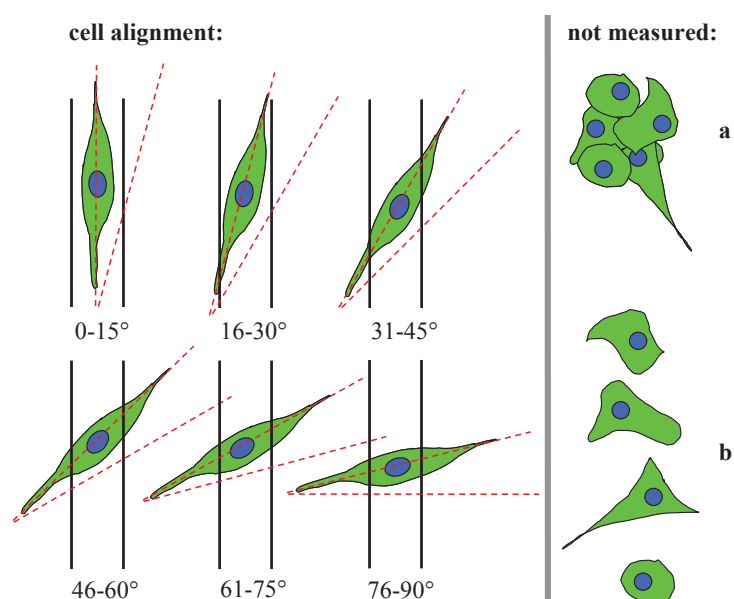 cell alignment:
not measured:
a
0-15°
16-30°
31-45°
b
46-60°
61-75°
76-90°